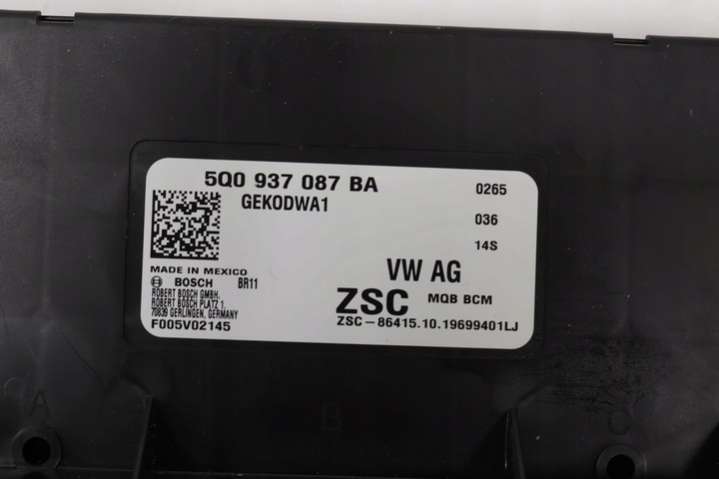 5Q0 937 087 BA
0265
GEKODWA1
036
14S
MADE IN MEXICO
BOSCH BR11
ROBERT BOSCH GMBH,
ROBERT BOSCH PLATZ 1,
70839 GERLINGEN, GERMANY
F005V02145
VW AG
ZSC MQB BCM
ZSC-86415.10.19699401LJ
A
B
C